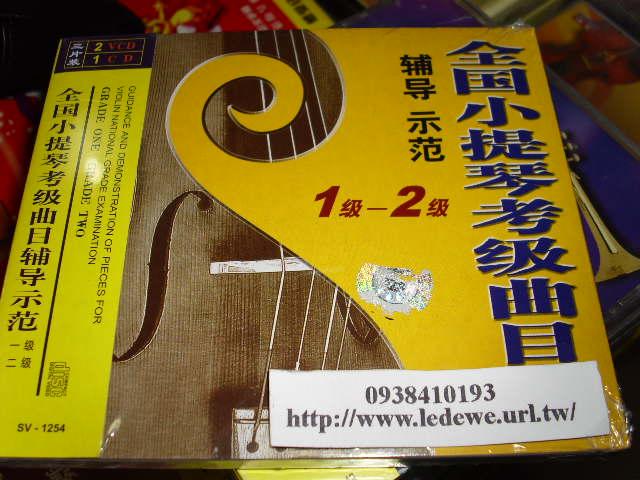 三片装
2 VCD
1 CD
全国小提琴考级曲目辅导示范
一级
二级
GUIDANCE AND DEMONSTRATION OF PIECES FOR
VIOLIN NATIONAL GRADE EXAMINATION
GRADE ONE GRADE TWO
SV - 1254
全国小提琴考级曲目
辅导 示范
1级-2级
0938410193
http://www.ledewe.url.tw/